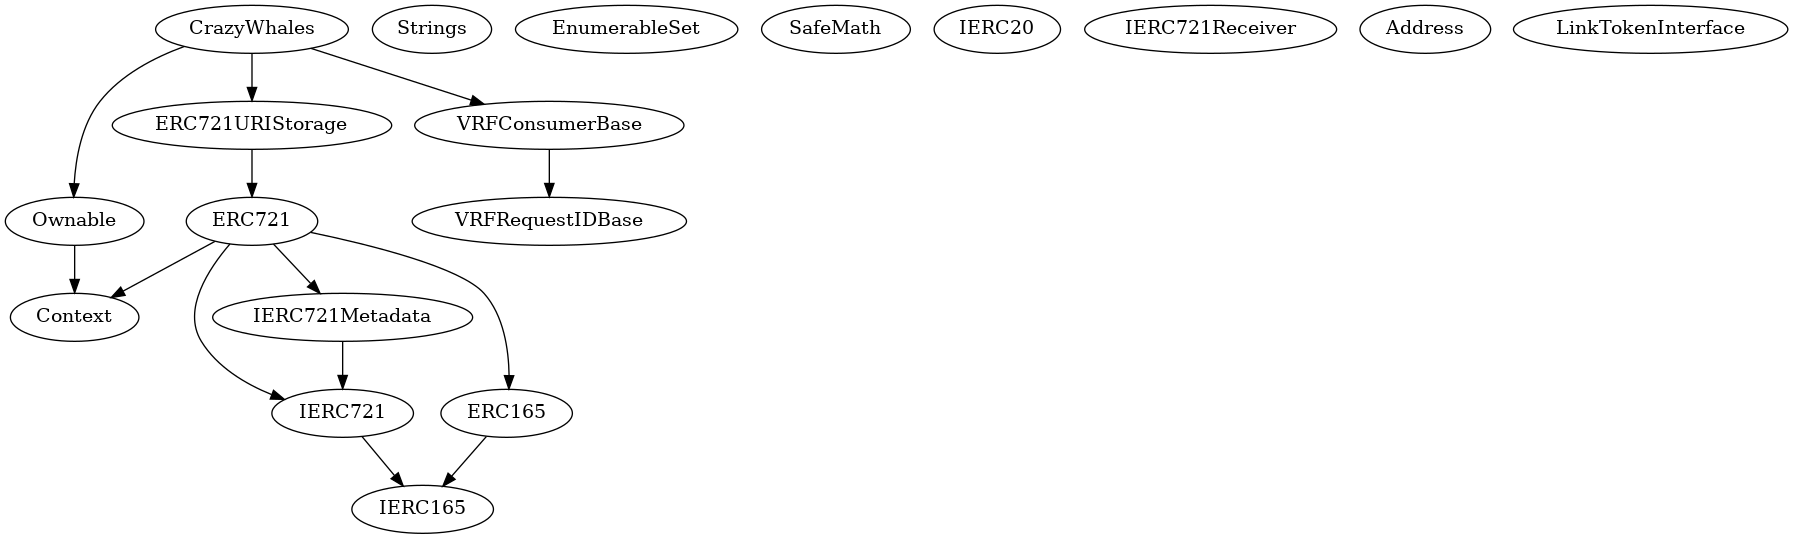 CrazyWhales
Strings
EnumerableSet
SafeMath
IERC20
IERC721Receiver
Address
LinkTokenInterface
ERC721URIStorage
VRFConsumerBase
Ownable
ERC721
VRFRequestIDBase
Context
IERC721Metadata
IERC721
ERC165
IERC165